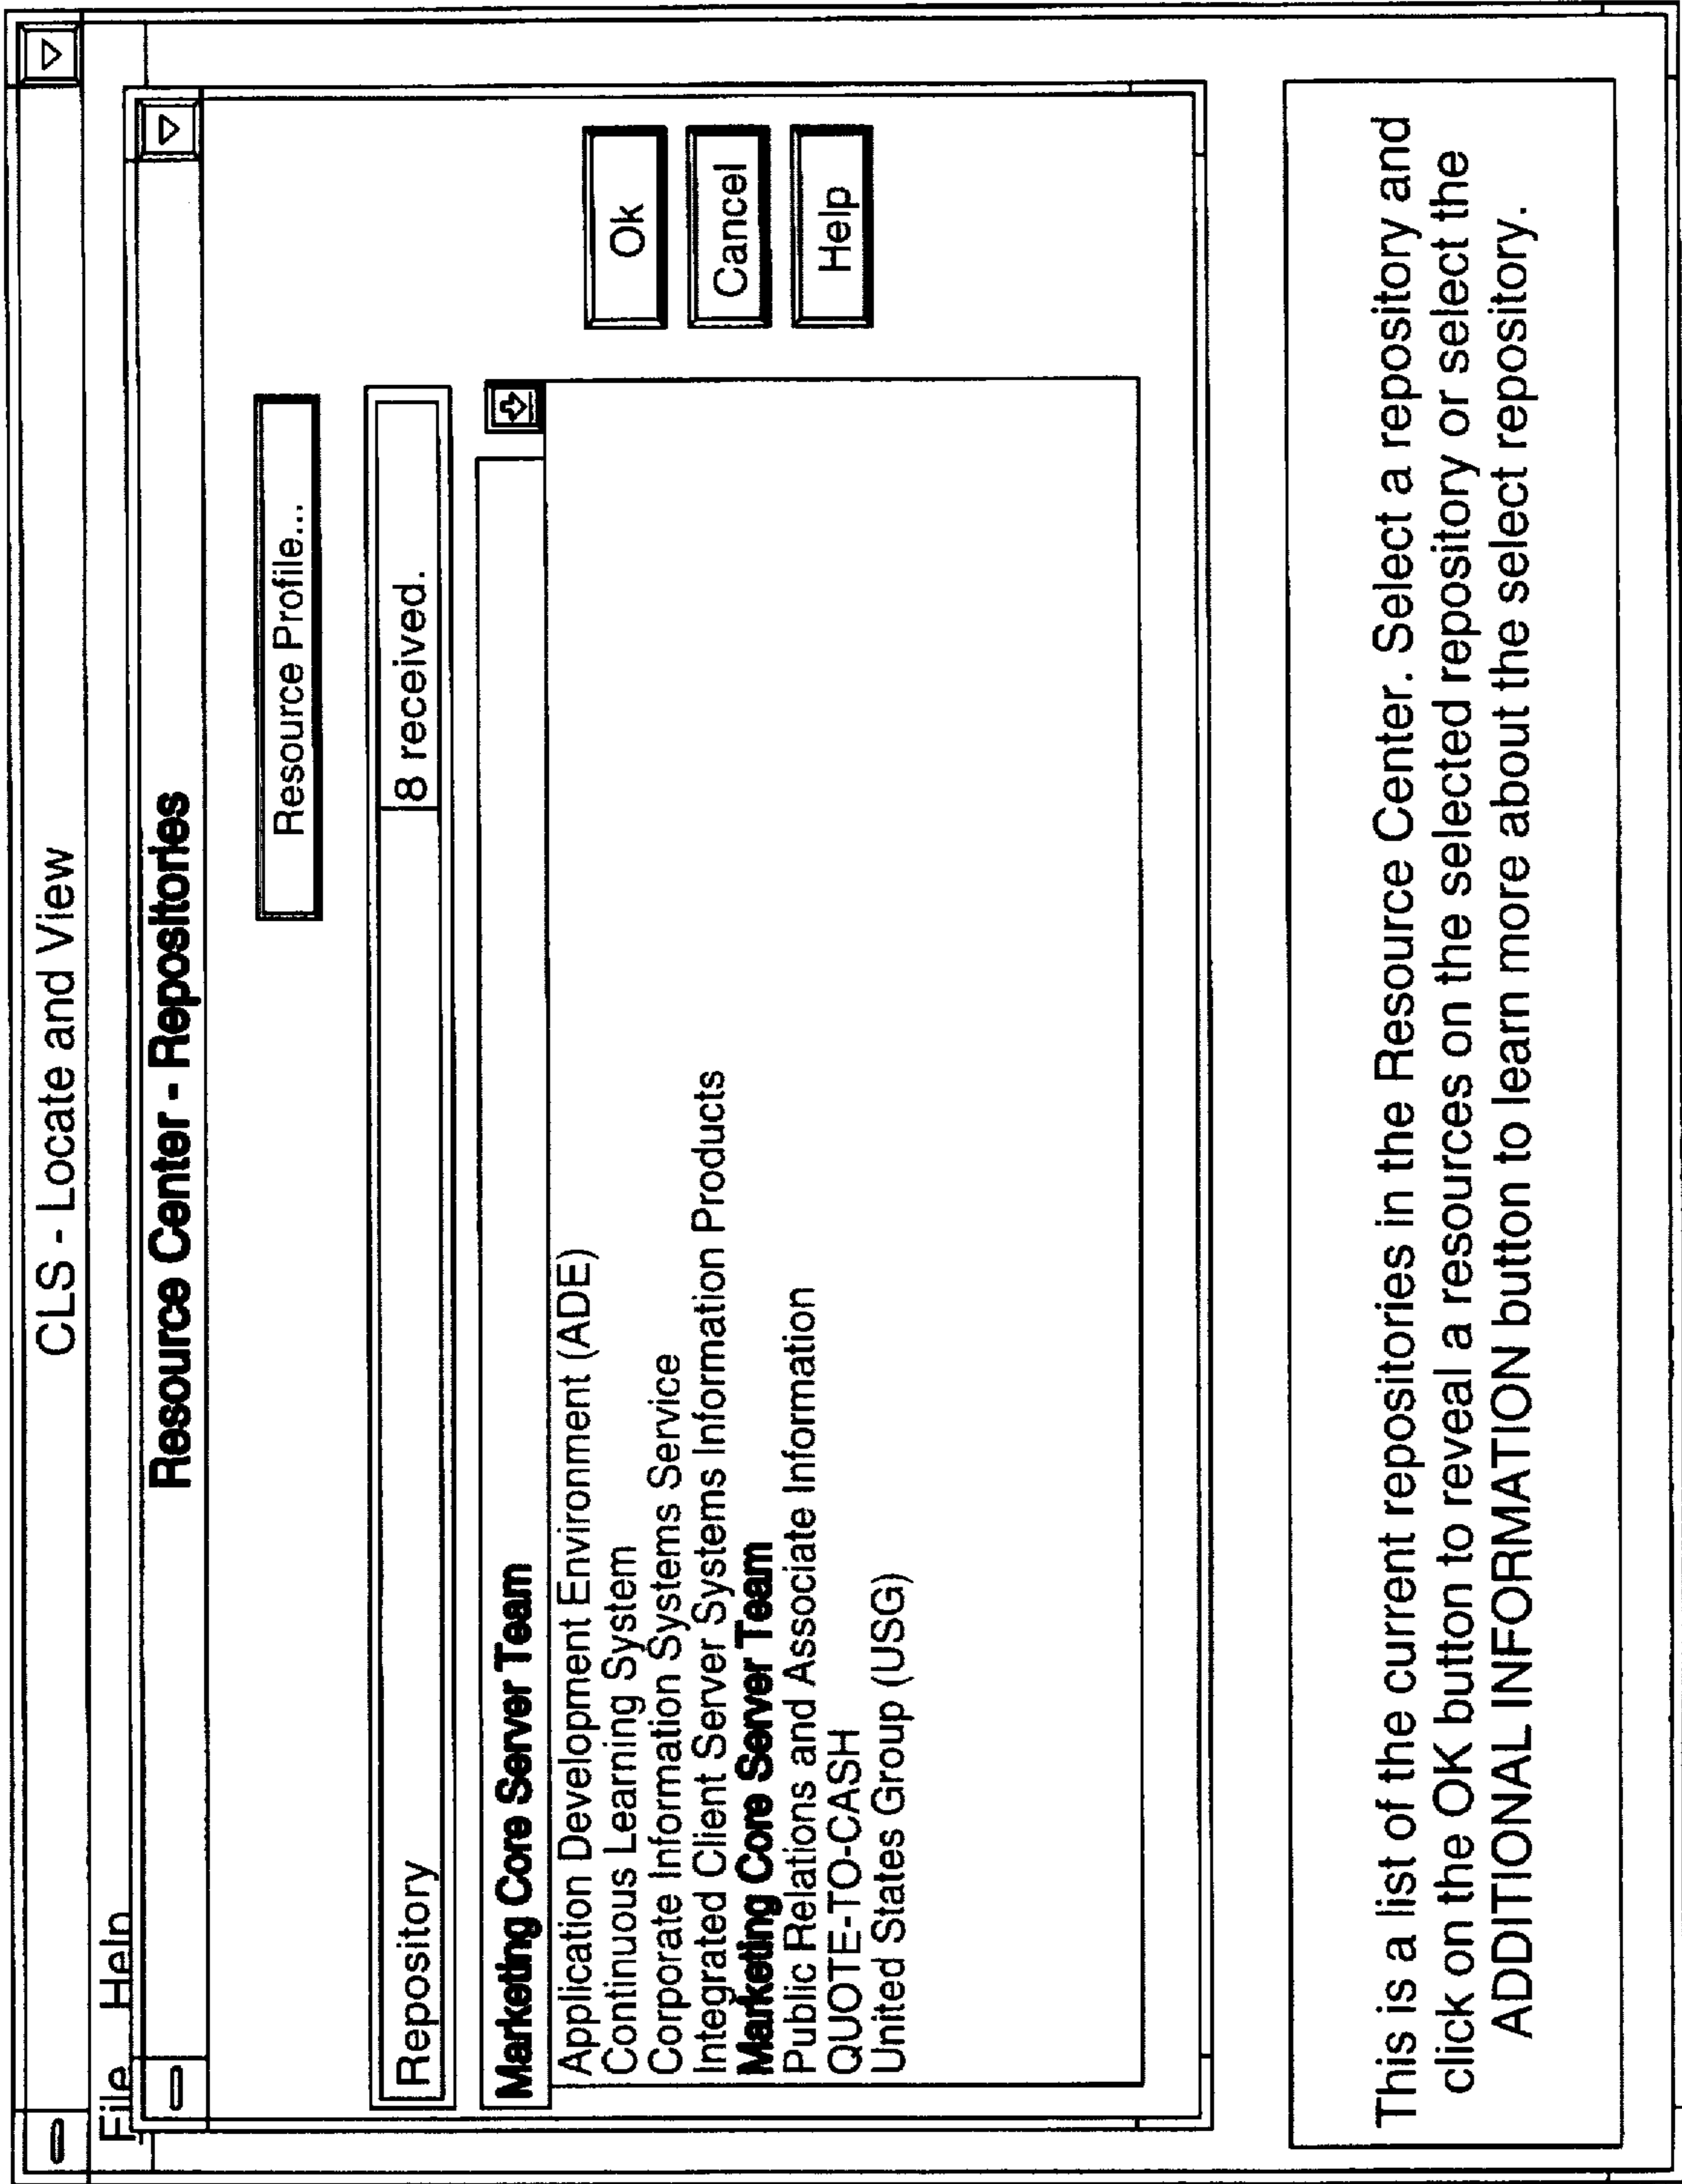 CLS - Locate and View
File Help
Resource Center - Repositories
Resource Profile...
Repository
8 received.
Marketing Core Server Team
Application Development Environment (ADE)
Continuous Learning System
Corporate Information Systems Service
Integrated Client Server Systems Information Products
Marketing Core Server Team
Public Relations and Associate Information
QUOTE-TO-CASH
United States Group (USG)
Ok
Cancel
Help
This is a list of the current repositories in the Resource Center. Select a repository and
click on the OK button to reveal a resources on the selected repository or select the
ADDITIONAL INFORMATION button to learn more about the select repository.